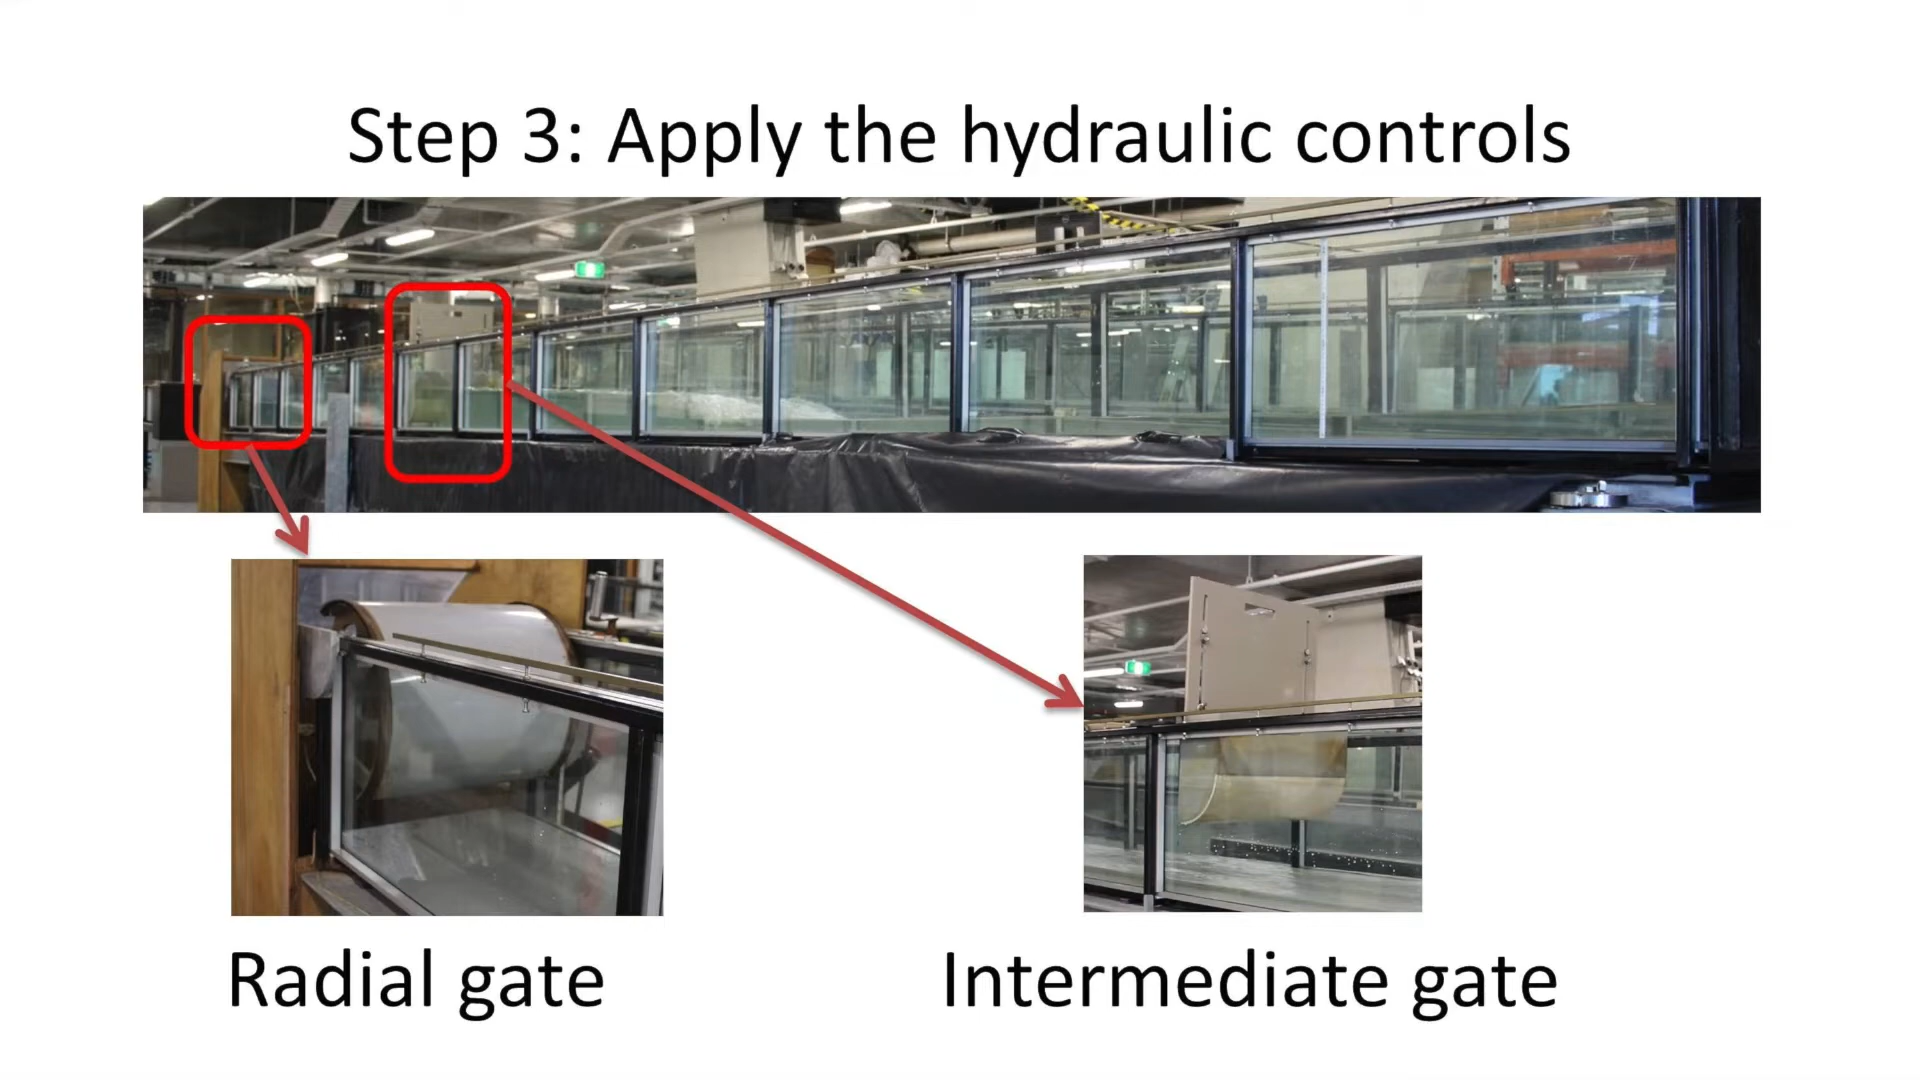 Step 3: Apply the hydraulic controls
Radial gate
Intermediate gate